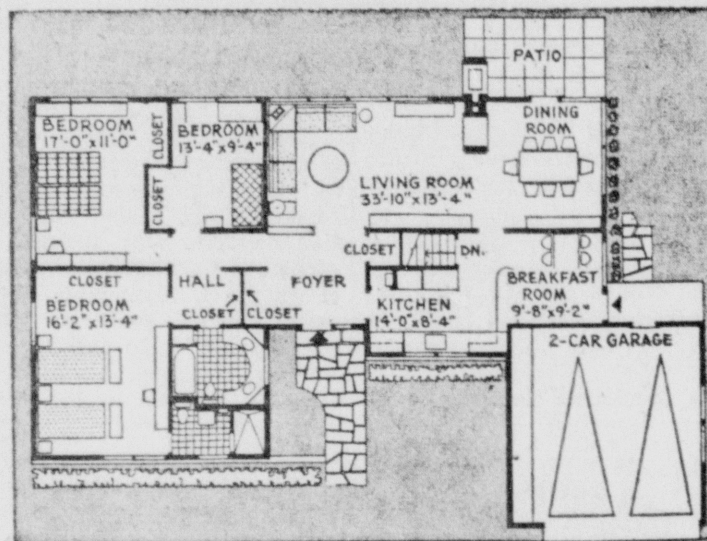 PATIO
BEDROOM
17'-0"x11'-0"
CLOSET
BEDROOM
13'-4"x9'-4"
DINING
ROOM
CLOSET
LIVING ROOM
33'-10"x13'-4"
CLOSET
DN.
CLOSET
HALL
FOYER
BREAKFAST
ROOM
9'-8"x9'-2"
BEDROOM
16'-2"x13'-4"
CLOSET
CLOSET
KITCHEN
14'-0"x8'-4"
2-CAR GARAGE